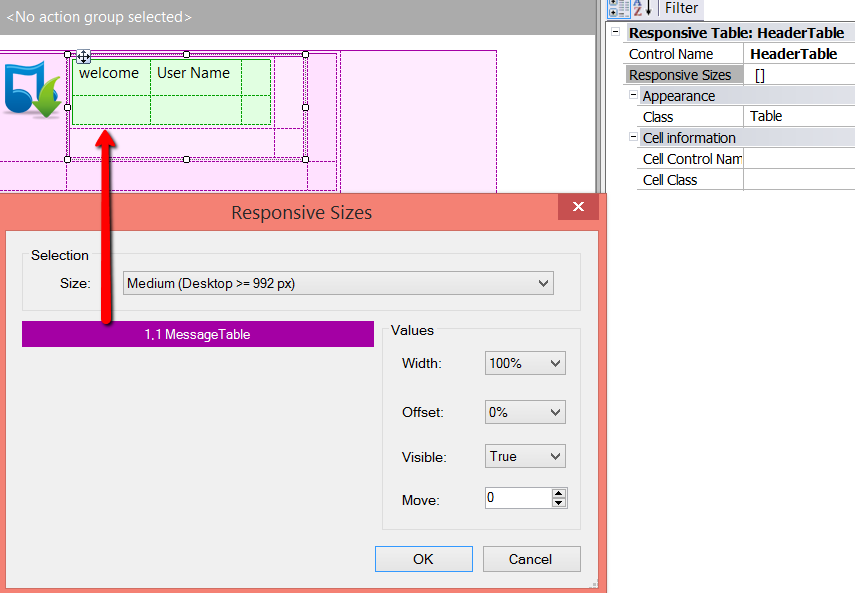 <No action group selected>
welcome
User Name
Filter
Responsive Table: HeaderTable
Control Name HeaderTable
Responsive Sizes []
Appearance
Class Table
Cell information
Cell Control Nam
Cell Class
Responsive Sizes
Selection
Size: Medium (Desktop >= 992 px)
1.1 MessageTable
Values
Width: 100%
Offset: 0%
Visible: True
Move: 0
OK
Cancel